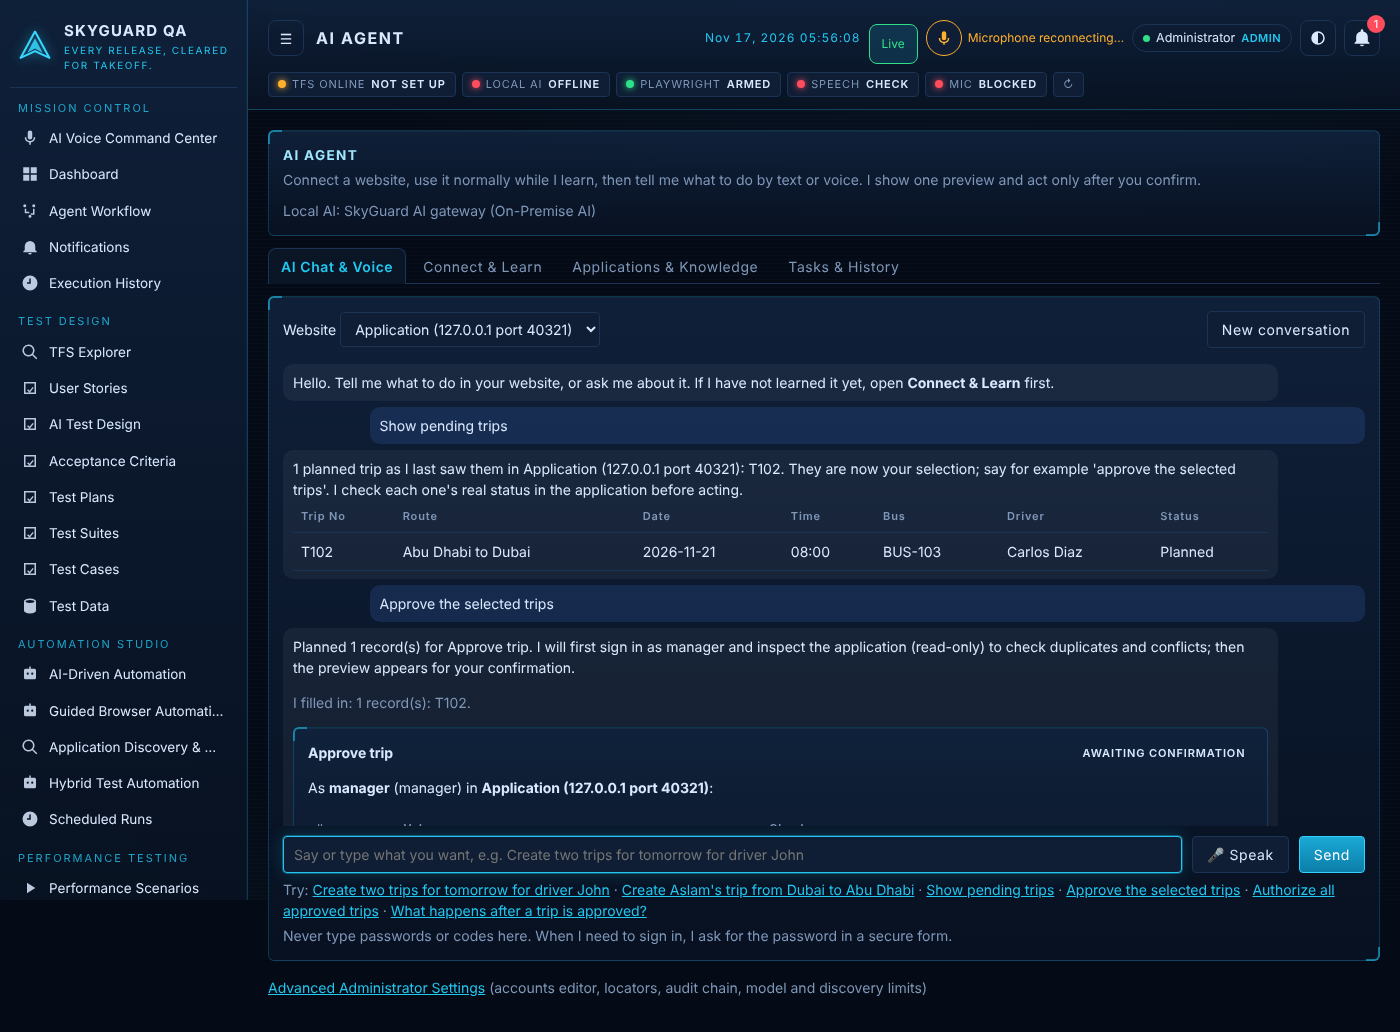 SKYGUARD QA
EVERY RELEASE, CLEARED
FOR TAKEOFF.
MISSION CONTROL
AI Voice Command Center
Dashboard
Agent Workflow
Notifications
Execution History
TEST DESIGN
TFS Explorer
User Stories
AI Test Design
Acceptance Criteria
Test Plans
Test Suites
Test Cases
Test Data
AUTOMATION STUDIO
AI-Driven Automation
Guided Browser Automati...
Application Discovery & ...
Hybrid Test Automation
Scheduled Runs
PERFORMANCE TESTING
Performance Scenarios
AI AGENT
Nov 17, 2026 05:56:08
Live
Microphone reconnecting...
Administrator ADMIN
1
TFS ONLINE NOT SET UP
LOCAL AI OFFLINE
PLAYWRIGHT ARMED
SPEECH CHECK
MIC BLOCKED
AI AGENT
Connect a website, use it normally while I learn, then tell me what to do by text or voice. I show one preview and act only after you confirm.
Local AI: SkyGuard AI gateway (On-Premise AI)
AI Chat & Voice
Connect & Learn
Applications & Knowledge
Tasks & History
Website Application (127.0.0.1 port 40321)
New conversation
Hello. Tell me what to do in your website, or ask me about it. If I have not learned it yet, open Connect & Learn first.
Show pending trips
1 planned trip as I last saw them in Application (127.0.0.1 port 40321): T102. They are now your selection; say for example 'approve the selected
trips'. I check each one's real status in the application before acting.
Trip No Route Date Time Bus Driver Status
T102 Abu Dhabi to Dubai 2026-11-21 08:00 BUS-103 Carlos Diaz Planned
Approve the selected trips
Planned 1 record(s) for Approve trip. I will first sign in as manager and inspect the application (read-only) to check duplicates and conflicts; then
the preview appears for your confirmation.
I filled in: 1 record(s): T102.
Approve trip
AWAITING CONFIRMATION
As manager (manager) in Application (127.0.0.1 port 40321):
Say or type what you want, e.g. Create two trips for tomorrow for driver John
Speak
Send
Try: Create two trips for tomorrow for driver John · Create Aslam's trip from Dubai to Abu Dhabi · Show pending trips · Approve the selected trips · Authorize all
approved trips · What happens after a trip is approved?
Never type passwords or codes here. When I need to sign in, I ask for the password in a secure form.
Advanced Administrator Settings (accounts editor, locators, audit chain, model and discovery limits)